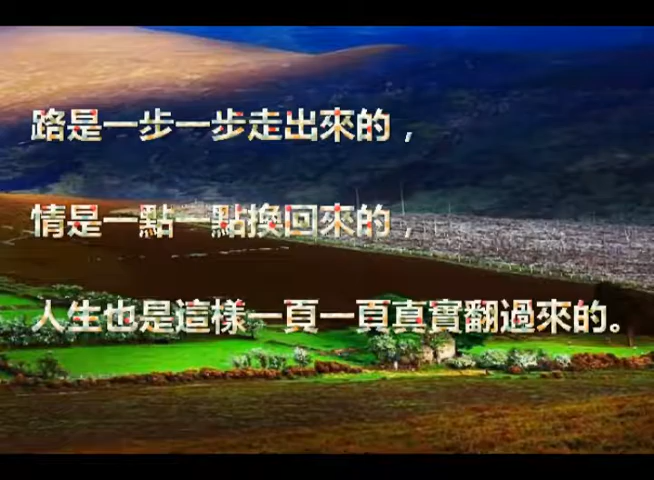 路是一步一步走出來的，
情是一點一點換回來的，
人生也是這樣一頁一頁真實翻過來的。